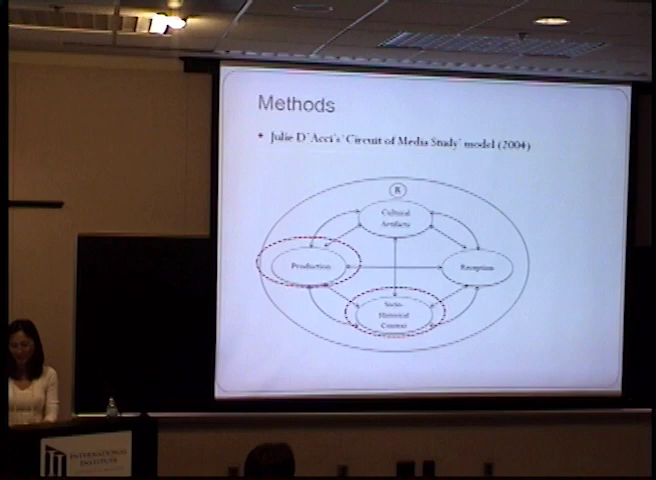 Methods
• Julie D'Acci's 'Circuit of Media Study' model (2004)
R
Cultural
Artifacts
Production
Reception
Socio-
Historical
Context
INTERNATIONAL
INSTITUTE